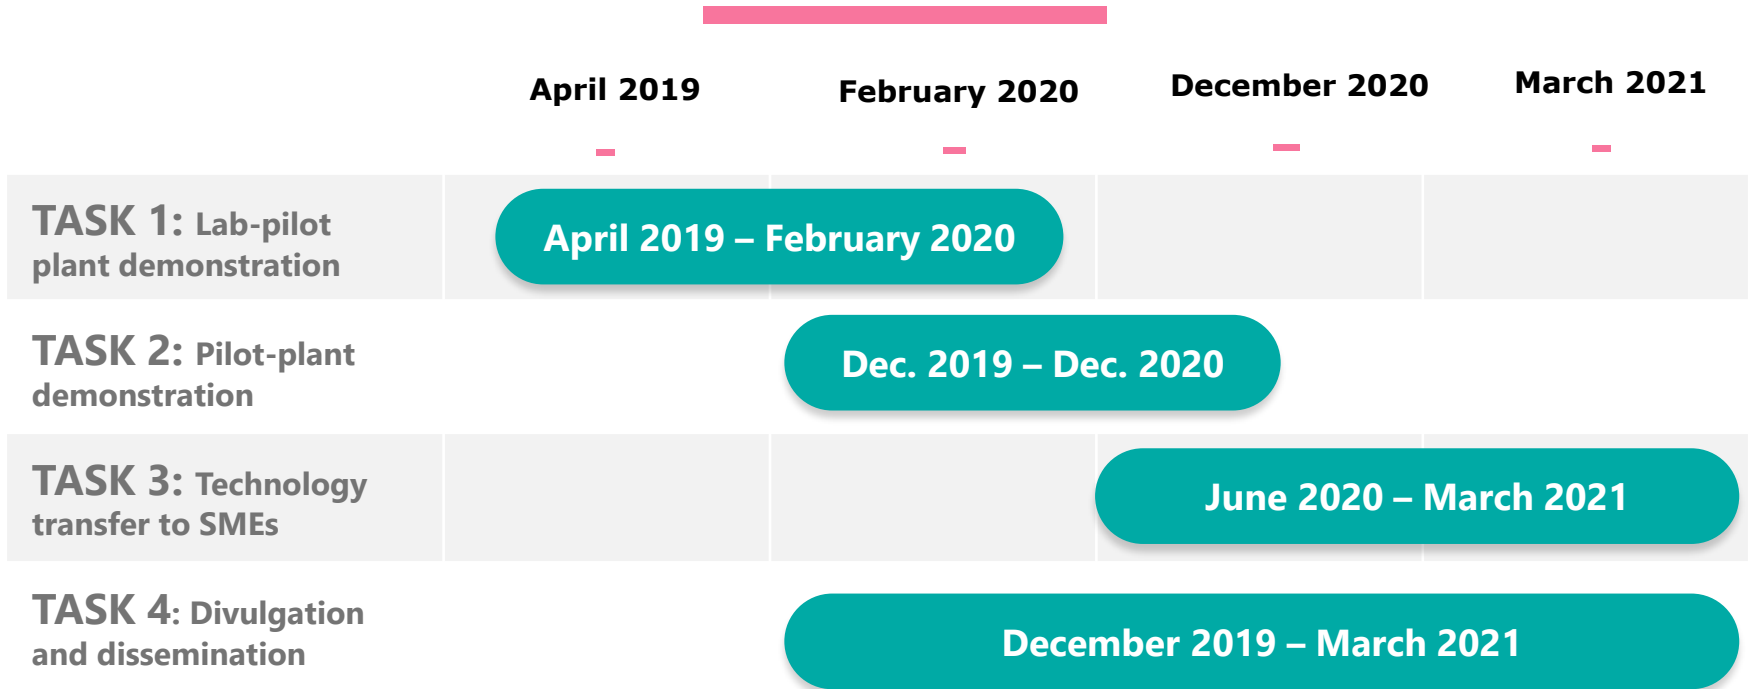 April 2019
February 2020
December 2020
March 2021
TASK 1: Lab-pilot
plant demonstration
April 2019 – February 2020
TASK 2: Pilot-plant
demonstration
Dec. 2019 – Dec. 2020
TASK 3: Technology
transfer to SMEs
June 2020 – March 2021
TASK 4: Divulgation
and dissemination
December 2019 – March 2021